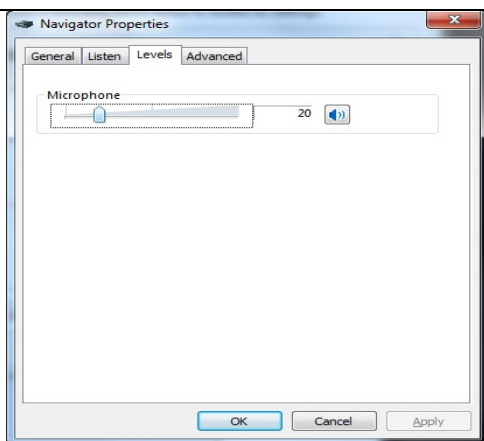 Navigator Properties
General Listen Levels Advanced
Microphone
20
OK Cancel Apply